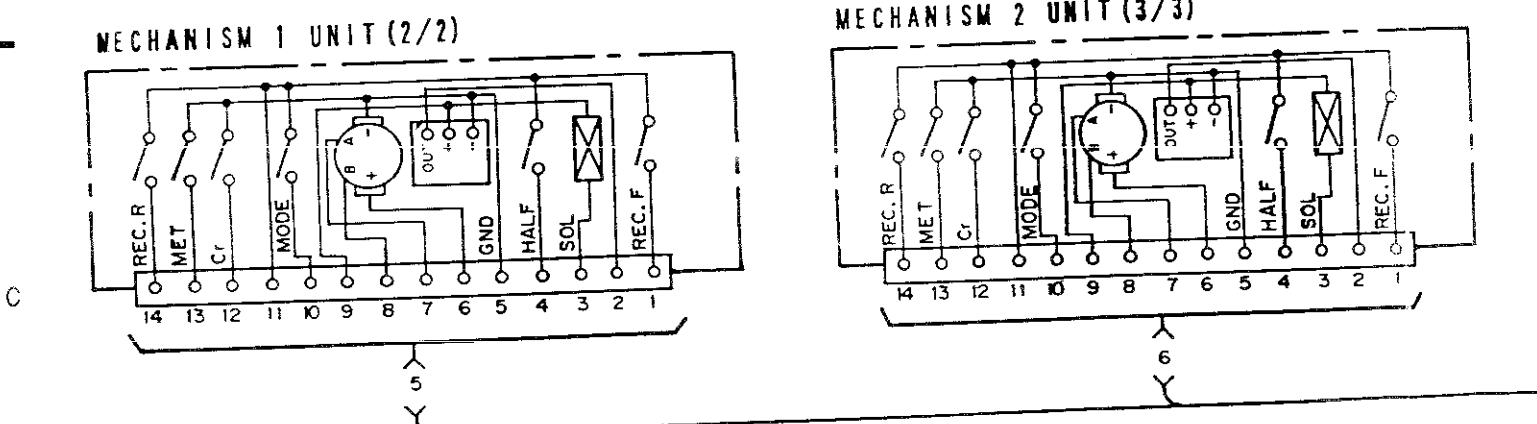 MECHANISM 1 UNIT (2/2)
MECHANISM 2 UNIT (3/3)
A
B
-
+
OUT
+
-
REC. R
MET
Cr
MODE
GND
HALF
SOL
REC. F
14 13 12 11 10 9 8 7 6 5 4 3 2 1
5
A
-
+
OUT
+
-
REC. R
MET
Cr
MODE
GND
HALF
SOL
REC. F
14 13 12 11 10 9 8 7 6 5 4 3 2 1
6
C